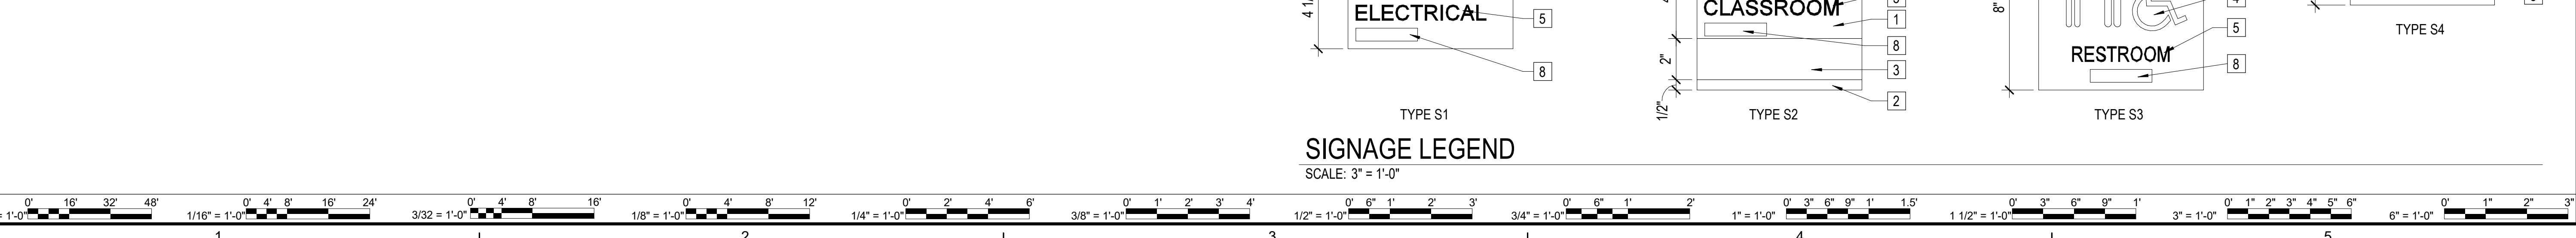 4 1/
ELECTRICAL
5
8
TYPE S1
CLASSROOM
1
8
3
2
2"
1/2"
TYPE S2
8"
RESTROOM
5
8
TYPE S3
TYPE S4
SIGNAGE LEGEND
SCALE: 3" = 1'-0"
= 1'-0" 0' 16' 32' 48'
1/16" = 1'-0" 0' 4' 8' 16' 24'
3/32 = 1'-0" 0' 4' 8' 16'
1/8" = 1'-0" 0' 4' 8' 12'
1/4" = 1'-0" 0' 2' 4' 6'
3/8" = 1'-0" 0' 1' 2' 3' 4'
1/2" = 1'-0" 0' 6" 1' 2' 3'
3/4" = 1'-0" 0' 6" 1' 2'
1" = 1'-0" 0' 3" 6" 9" 1' 1.5'
1 1/2" = 1'-0" 0' 3" 6" 9" 1'
3" = 1'-0" 0' 1" 2" 3" 4" 5" 6"
6" = 1'-0" 0' 1" 2" 3"
1 2 3 4 5